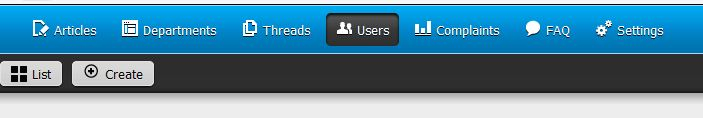 Articles Departments Threads Users Complaints FAQ Settings
List Create